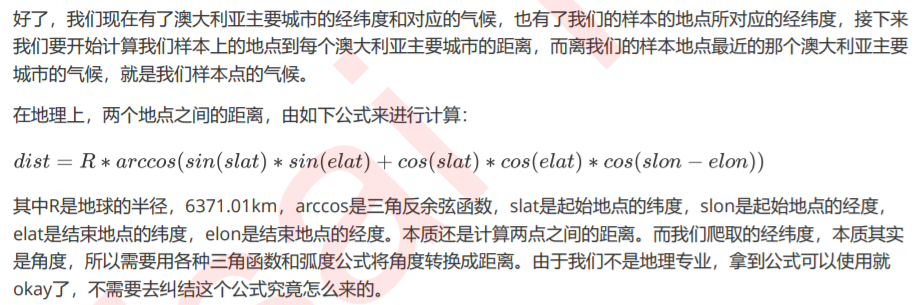 好了，我们现在有了澳大利亚主要城市的经纬度和对应的气候，也有了我们的样本的地点所对应的经纬度，接下来
我们要开始计算我们样本上的地点到每个澳大利亚主要城市的距离，而离我们的样本地点最近的那个澳大利亚主要
城市的气候，就是我们样本点的气候。
在地理上，两个地点之间的距离，由如下公式来进行计算：
dist = R ∗ arccos(sin(slat) ∗ sin(elat) + cos(slat) ∗ cos(elat) ∗ cos(slon − elon))
其中R是地球的半径，6371.01km，arccos是三角反余弦函数，slat是起始地点的纬度，slon是起始地点的经度，
elat是结束地点的纬度，elon是结束地点的经度。本质还是计算两点之间的距离。而我们爬取的经纬度，本质其实
是角度，所以需要用各种三角函数和弧度公式将角度转换成距离。由于我们不是地理专业，拿到公式可以使用就
okay了，不需要去纠结这个公式究竟怎么来的。